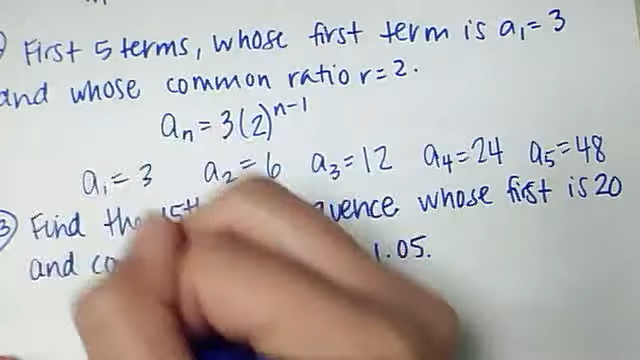 First 5 terms, whose first term is a₁ = 3
and whose common ratio r = 2.
aₙ = 3(2)ⁿ⁻¹
a₁ = 3 a₂ = 6 a₃ = 12 a₄ = 24 a₅ = 48
3) Find the 15th whose first is 20
and 1.05.